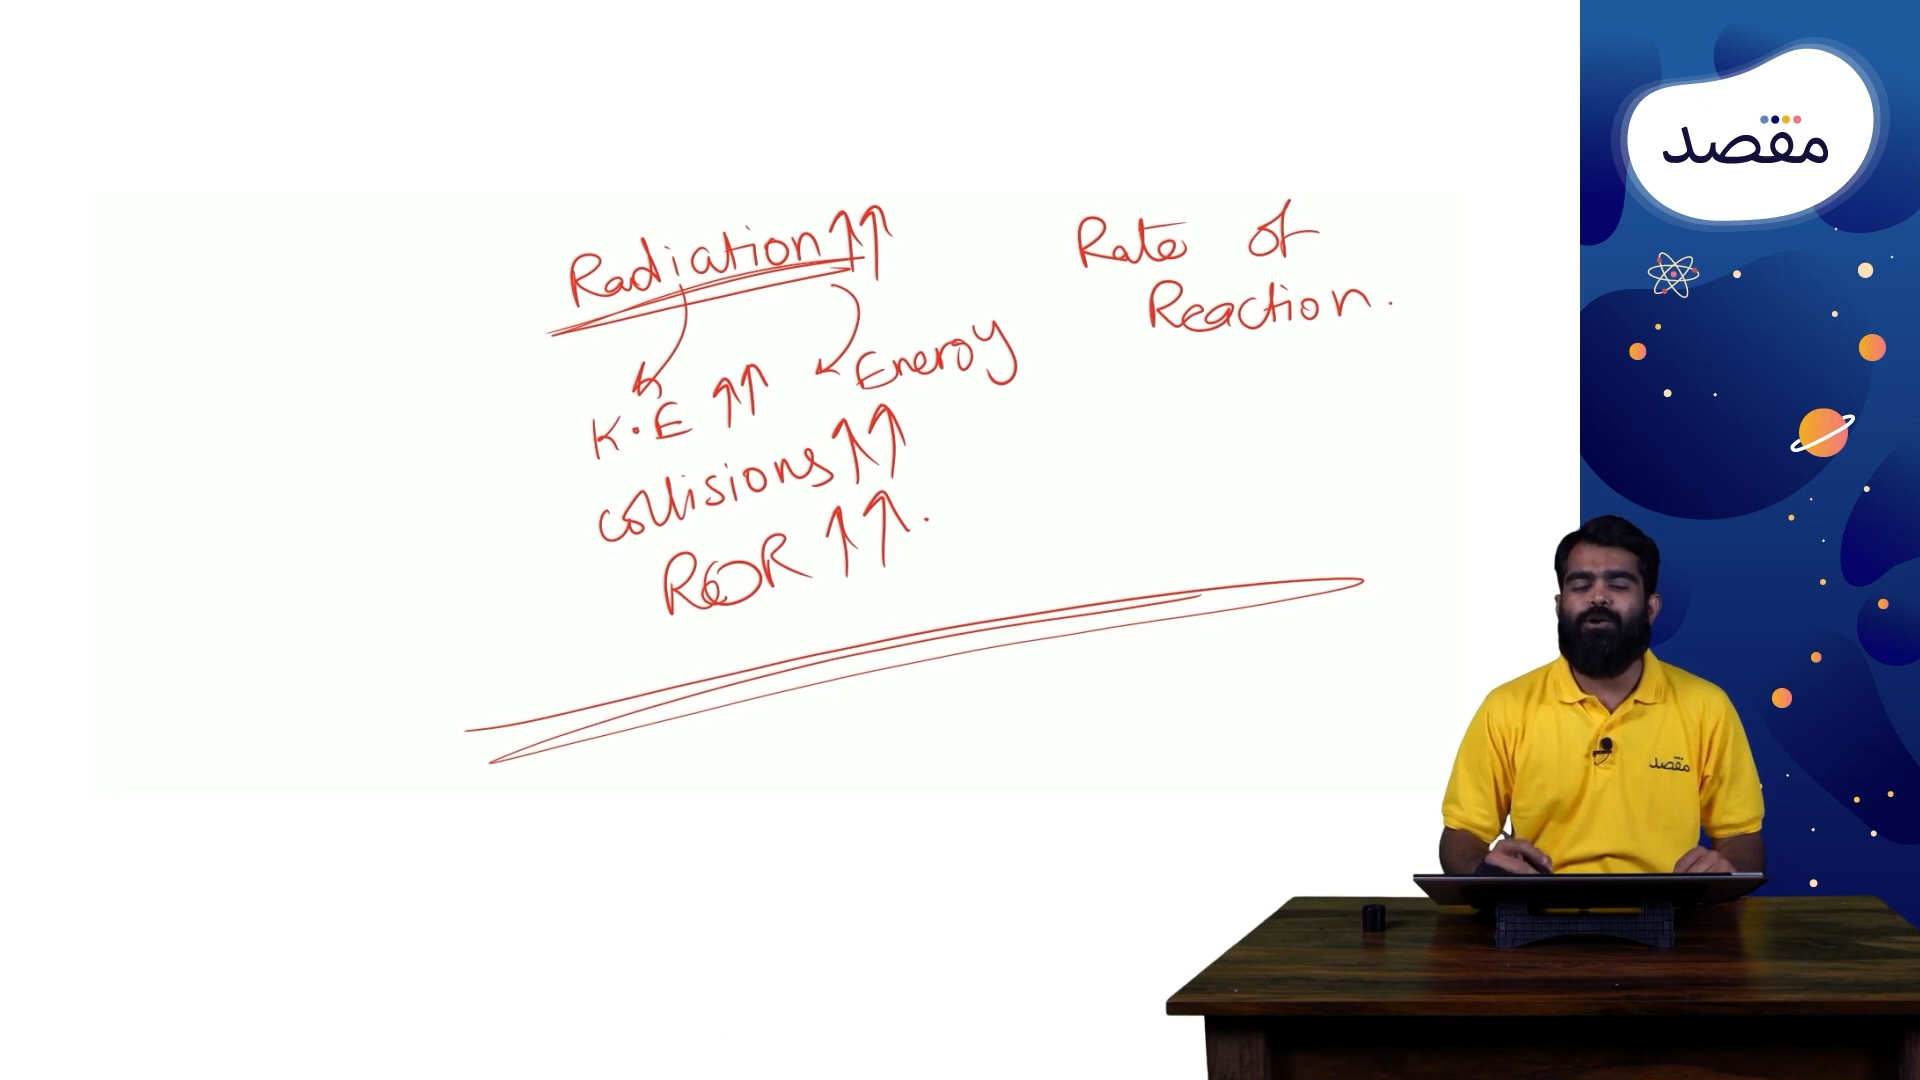 Radiation ↑↑
Rate of
Reaction.
Energy
K.E ↑↑
collisions ↑↑
ROR ↑↑.
مقصد
مقصد